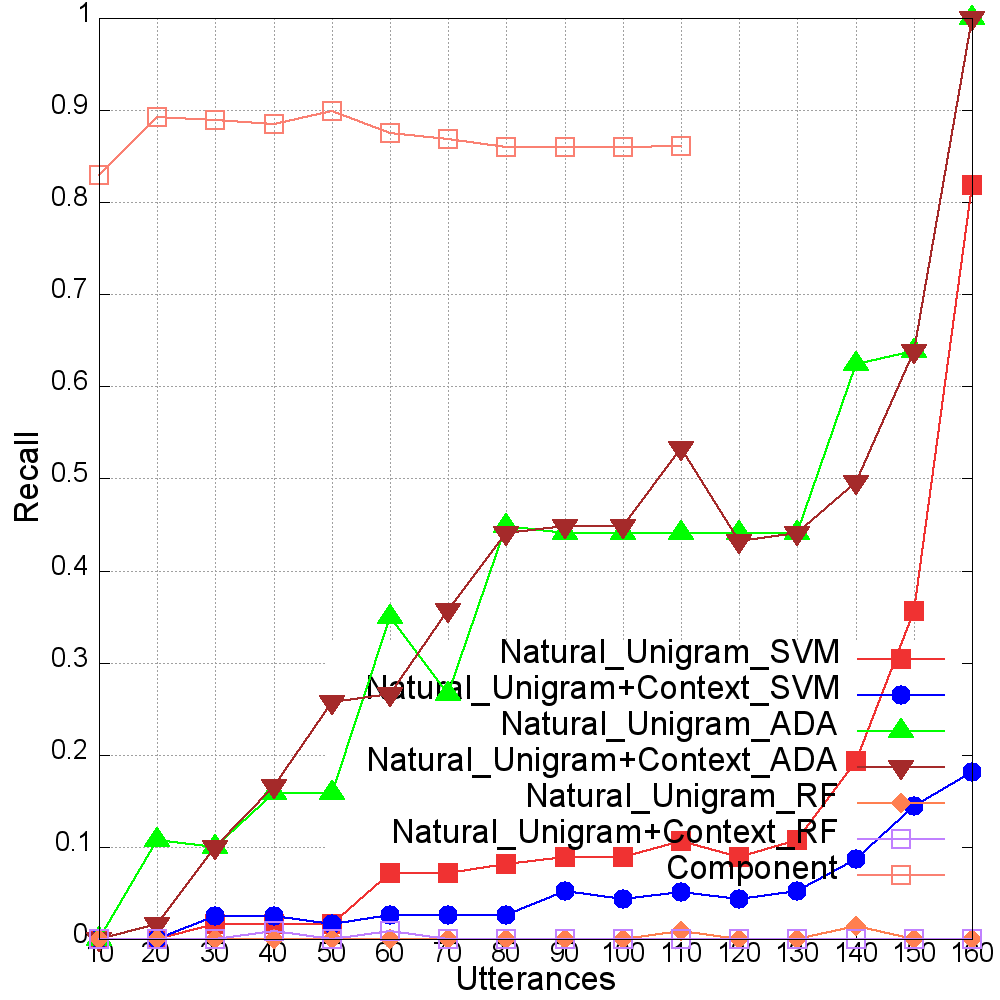 1
0.9
0.8
0.7
0.6
0.5
0.4
0.3
0.2
0.1
0
Recall
Natural_Unigram_SVM
Natural_Unigram+Context_SVM
Natural_Unigram_ADA
Natural_Unigram+Context_ADA
Natural_Unigram_RF
Natural_Unigram+Context_RF
Component
10 20 30 40 50 60 70 80 90 100 110 120 130 140 150 160
Utterances